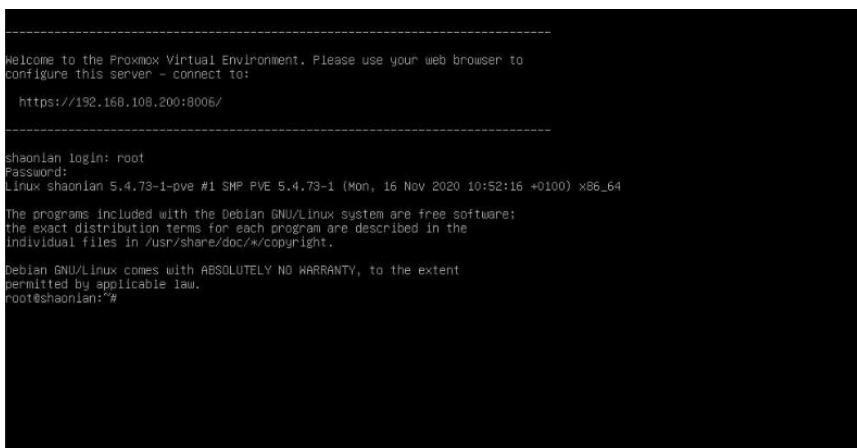 ------------------------------------------------------------------------------
Welcome to the Proxmox Virtual Environment. Please use your web browser to
configure this server - connect to:
https://192.168.108.200:8006/
------------------------------------------------------------------------------
shaonian login: root
Password:
Linux shaonian 5.4.73-1-pve #1 SMP PVE 5.4.73-1 (Mon, 16 Nov 2020 10:52:16 +0100) x86_64
The programs included with the Debian GNU/Linux system are free software;
the exact distribution terms for each program are described in the
individual files in /usr/share/doc/*/copyright.
Debian GNU/Linux comes with ABSOLUTELY NO WARRANTY, to the extent
permitted by applicable law.
root@shaonian:~#